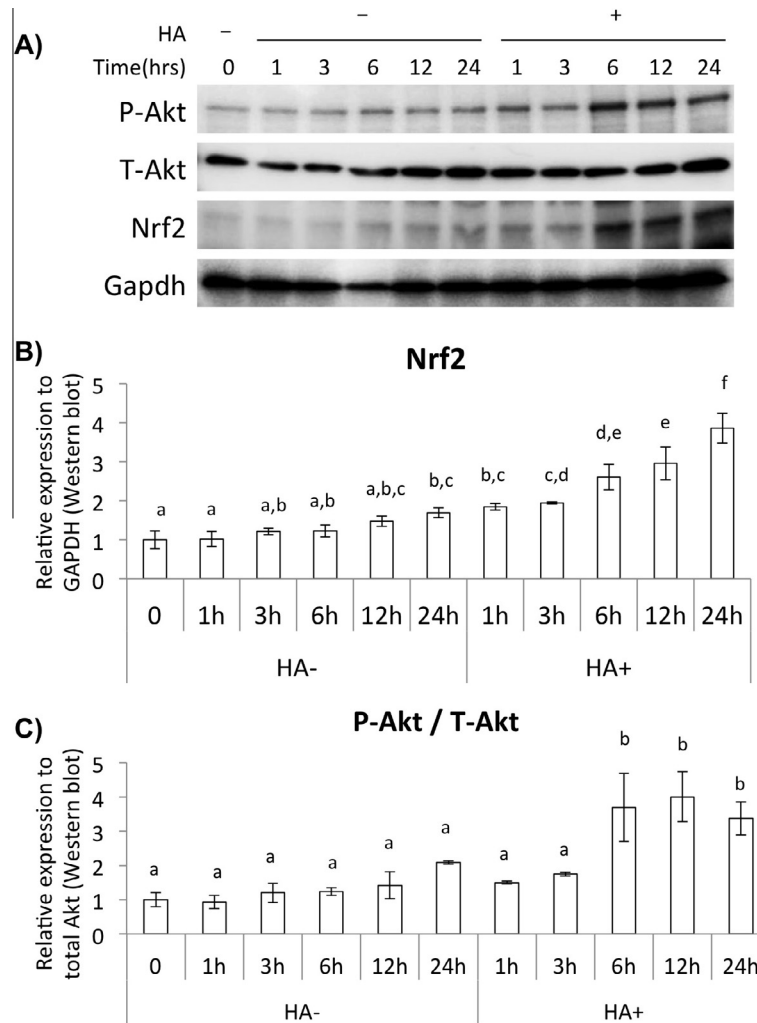 A)
HA – – +
Time(hrs) 0 1 3 6 12 24 1 3 6 12 24
P-Akt
T-Akt
Nrf2
Gapdh
B)
Nrf2
Relative expression to
GAPDH (Western blot)
5
4
3
2
1
0
a a a,b a,b a,b,c b,c b,c c,d d,e e f
0 1h 3h 6h 12h 24h 1h 3h 6h 12h 24h
HA- HA+
C)
P-Akt / T-Akt
Relative expression to
total Akt (Western blot)
5
4
3
2
1
0
a a a a a a a a b b b
0 1h 3h 6h 12h 24h 1h 3h 6h 12h 24h
HA- HA+